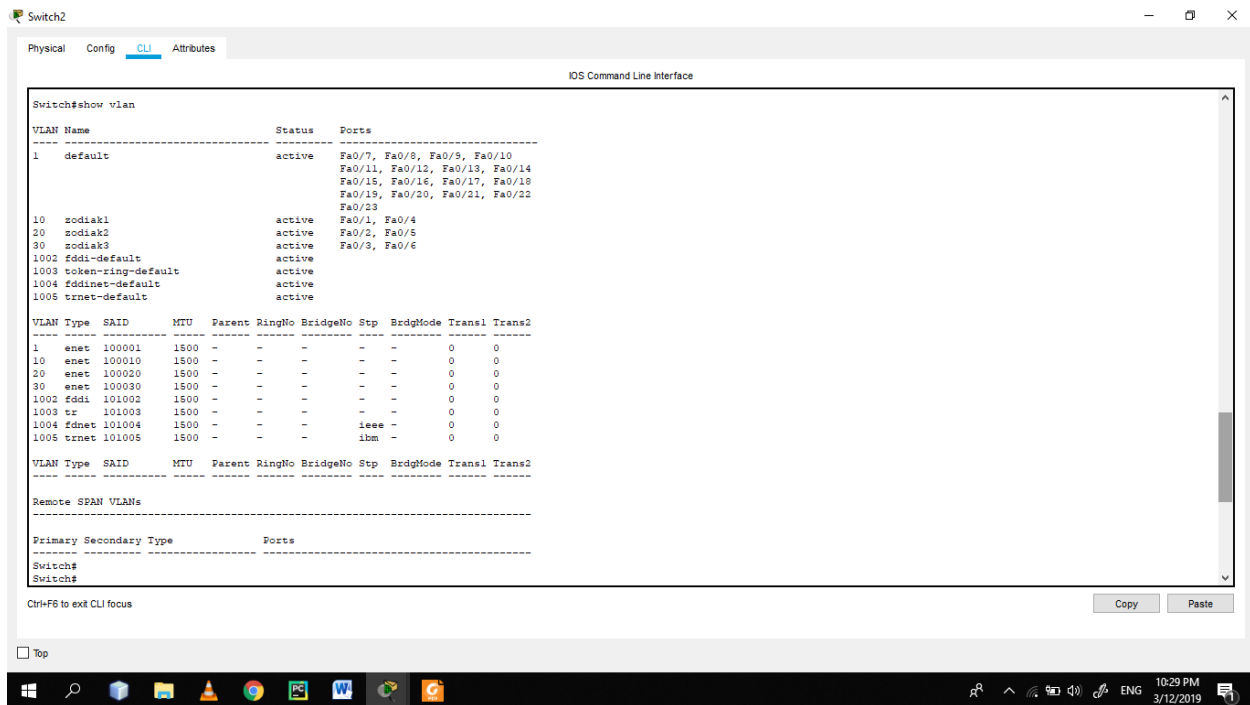 Switch2
Physical Config CLI Attributes
IOS Command Line Interface
Switch#show vlan
VLAN Name Status Ports
---- -------------------------------- --------- -------------------------------
1 default active Fa0/7, Fa0/8, Fa0/9, Fa0/10
Fa0/11, Fa0/12, Fa0/13, Fa0/14
Fa0/15, Fa0/16, Fa0/17, Fa0/18
Fa0/19, Fa0/20, Fa0/21, Fa0/22
Fa0/23
10 zodiak1 active Fa0/1, Fa0/4
20 zodiak2 active Fa0/2, Fa0/5
30 zodiak3 active Fa0/3, Fa0/6
1002 fddi-default active
1003 token-ring-default active
1004 fddinet-default active
1005 trnet-default active
VLAN Type SAID MTU Parent RingNo BridgeNo Stp BrdgMode Trans1 Trans2
---- ----- ---------- ----- ------ ------ -------- ---- -------- ------ ------
1 enet 100001 1500 - - - - - 0 0
10 enet 100010 1500 - - - - - 0 0
20 enet 100020 1500 - - - - - 0 0
30 enet 100030 1500 - - - - - 0 0
1002 fddi 101002 1500 - - - - - 0 0
1003 tr 101003 1500 - - - - - 0 0
1004 fdnet 101004 1500 - - - ieee - 0 0
1005 trnet 101005 1500 - - - ibm - 0 0
VLAN Type SAID MTU Parent RingNo BridgeNo Stp BrdgMode Trans1 Trans2
---- ----- ---------- ----- ------ ------ -------- ---- -------- ------ ------
Remote SPAN VLANs
------------------------------------------------------------------------------
Primary Secondary Type Ports
------- --------- ----------------- ------------------------------------------
Switch#
Switch#
Ctrl+F6 to exit CLI focus
Copy Paste
Top
ENG 10:29 PM
3/12/2019